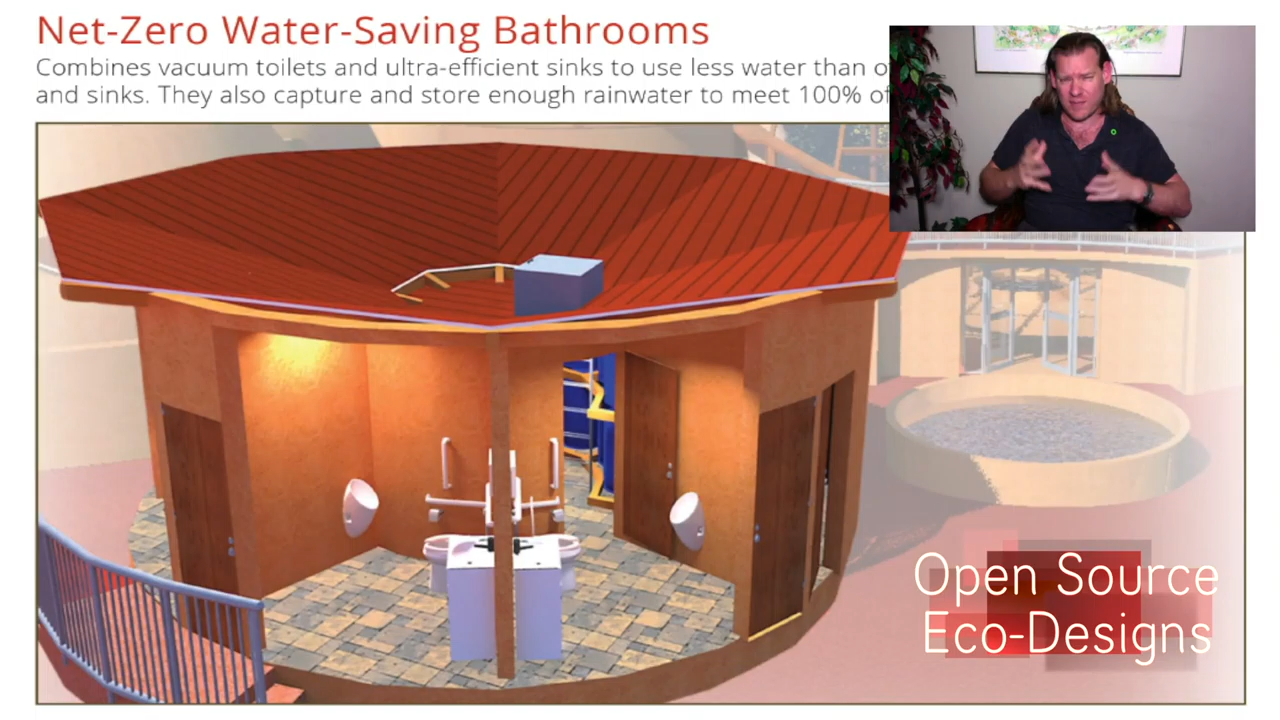 Net-Zero Water-Saving Bathrooms
Combines vacuum toilets and ultra-efficient sinks to use less water than
and sinks. They also capture and store enough rainwater to meet 100% of
Open Source
Eco-Designs